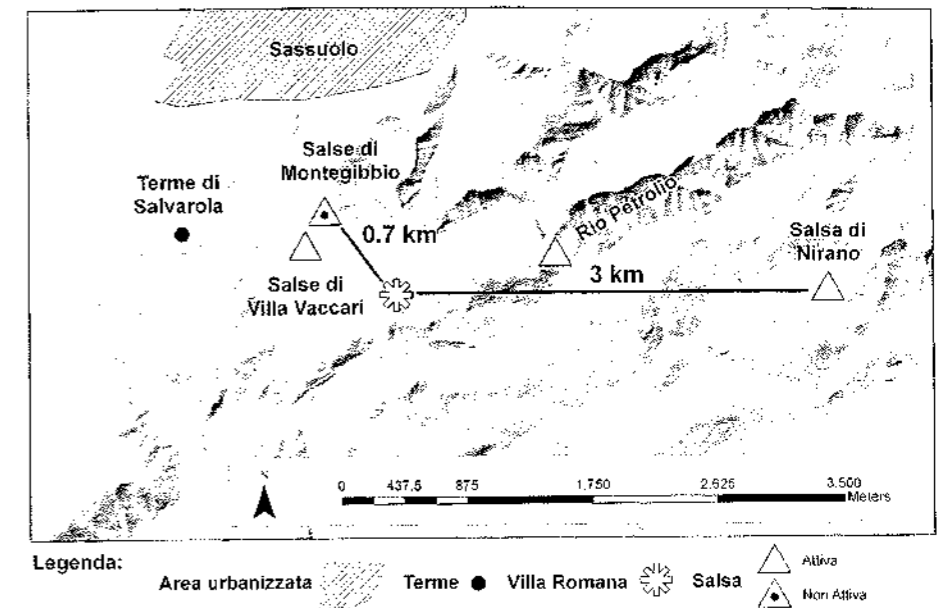 Sassuolo
Salse di
Montegibbio
Terme di
Salvarola
0.7 km
Rio Petrolio
Salsa di
Nirano
3 km
Salse di
Villa Vaccari
N
0 437,5 875 1.750 2.625 3.500
Meters
Legenda:
Area urbanizzata Terme Villa Romana Salsa
Attiva
Non Attiva